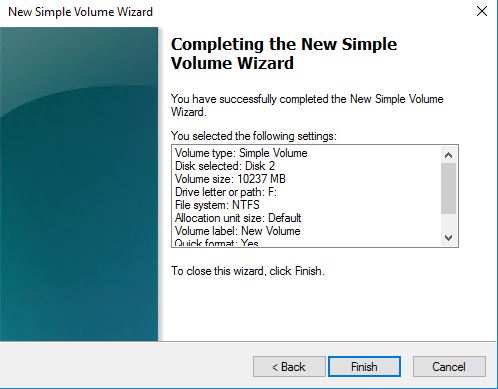 New Simple Volume Wizard
Completing the New Simple
Volume Wizard
You have successfully completed the New Simple Volume
Wizard.
You selected the following settings:
Volume type: Simple Volume
Disk selected: Disk 2
Volume size: 10237 MB
Drive letter or path: F:
File system: NTFS
Allocation unit size: Default
Volume label: New Volume
Quick format: Yes
To close this wizard, click Finish.
< Back
Finish
Cancel